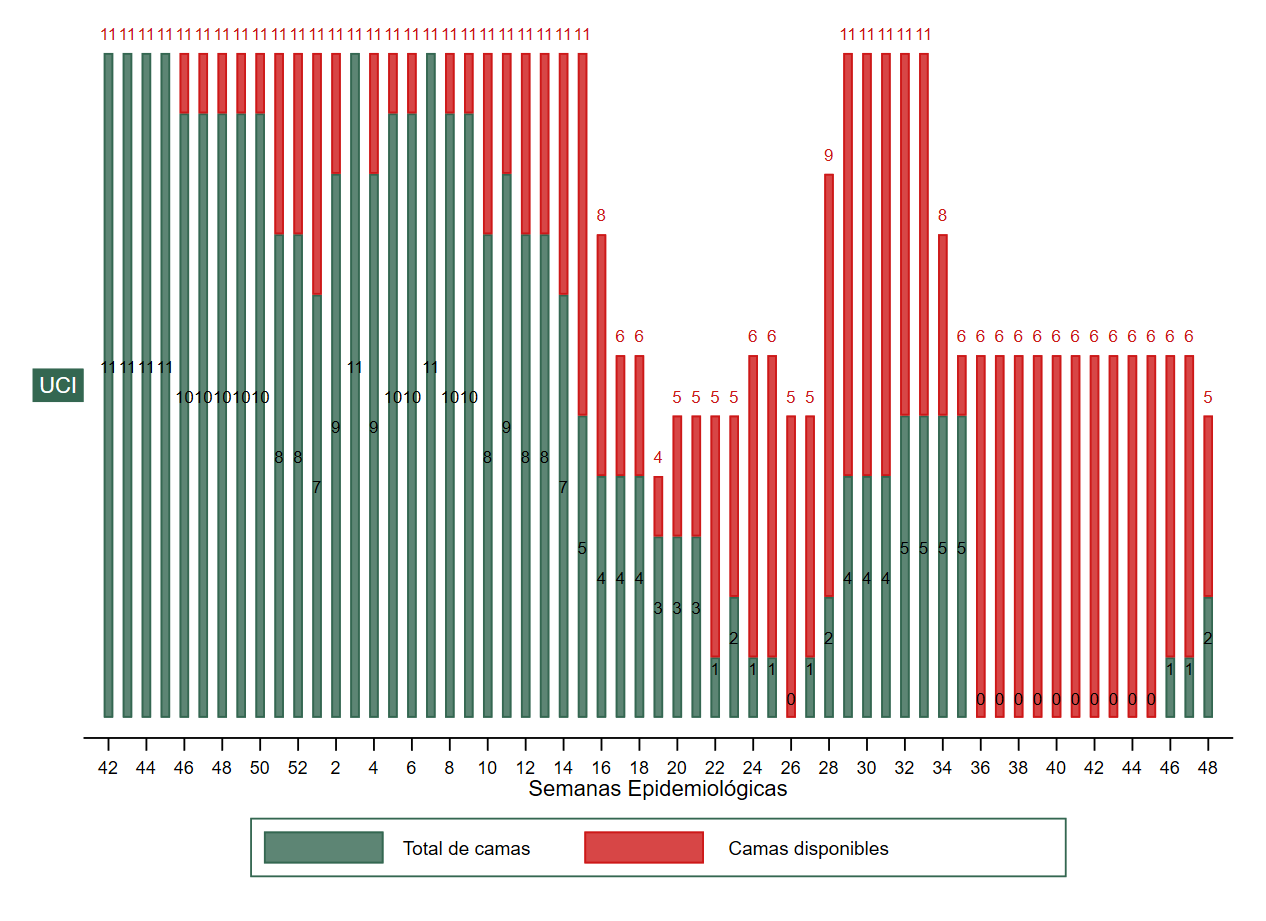 11 11 11 11 11 11 11 11 11 11 11 11 11 11 11 11 11 11 11 11 11 11 11 11 11 11 11 11 11 11 11
9
8 8
6 6 6 6 6 6 6 6 6 6 6 6 6 6 6 6 6
11 11 11 11 11 11
UCI
10 10 10 10 10 10 10 10 10 5 5 5 5 5 5 5
9 9 9
8 8 8 8 8 4
7 7
5 5 5 5 5
4 4 4 4 4 4
3 3 3
2 2 2
1 1 1 1 1 1
0 0 0 0 0 0 0 0 0 0 0
42 44 46 48 50 52 2 4 6 8 10 12 14 16 18 20 22 24 26 28 30 32 34 36 38 40 42 44 46 48
Semanas Epidemiológicas
Total de camas Camas disponibles